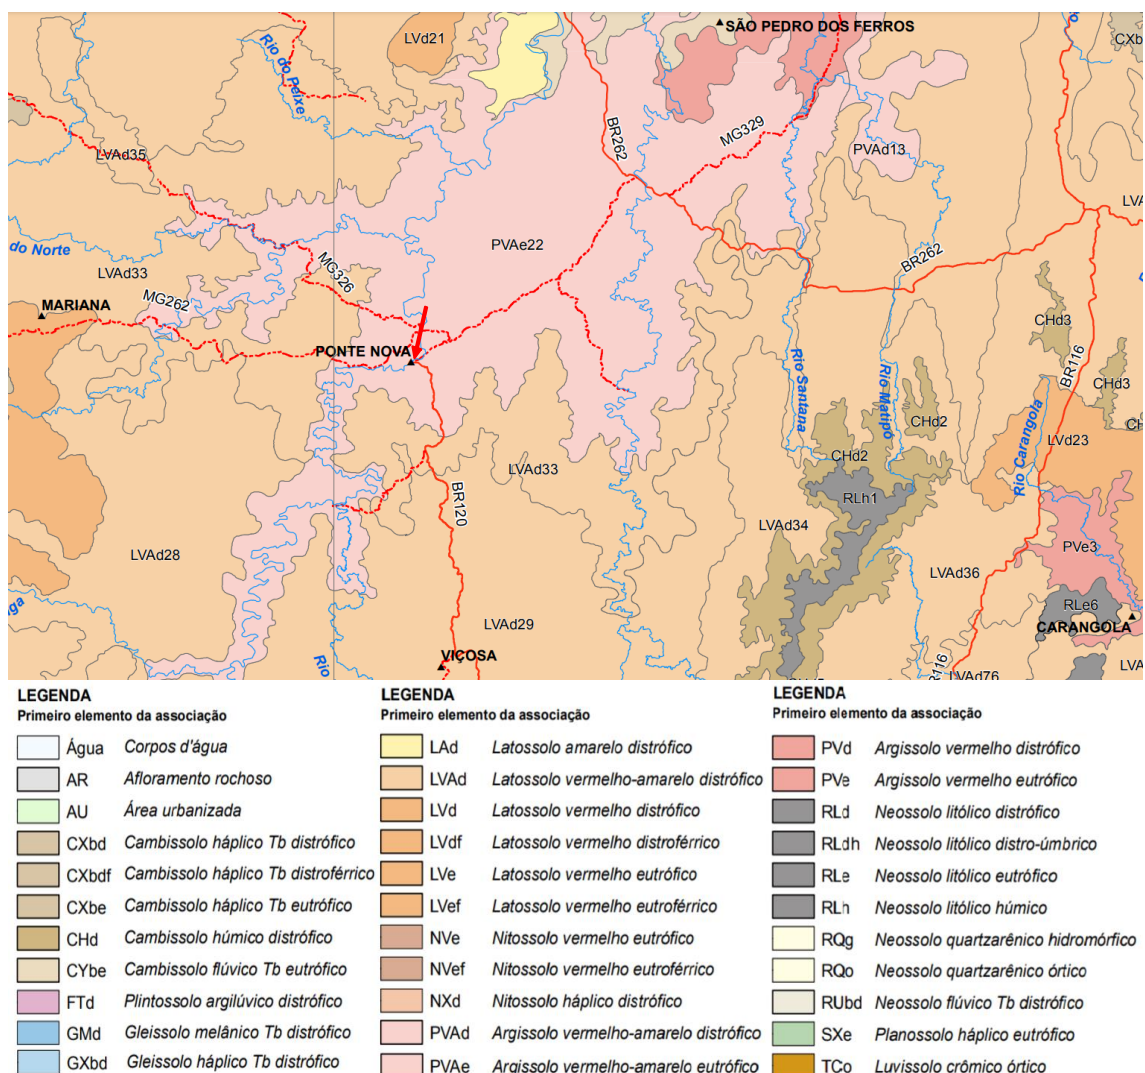 SÃO PEDRO DOS FERROS
LVd21
CXb
Rio do Peixe
BR262
MG329
LVAd35
PVAd13
LVA
do Norte
PVAe22
BR262
LVAd33
MG326
MG262
MARIANA
CHd3
PONTE NOVA
BR116
Rio Santana
Rio Matipó
CHd3
CHd2
Rio Carangola
LVd23
CH
CHd2
LVAd33
RLh1
BR120
LVAd34
LVAd28
PVe3
LVAd36
RLe6
CARANGOLA
LVAd29
VIÇOSA
Rio
R116
LVAd76
LVA
LEGENDA
Primeiro elemento da associação
Água Corpos d'água
AR Afloramento rochoso
AU Área urbanizada
CXbd Cambissolo háplico Tb distrófico
CXbdf Cambissolo háplico Tb distroférrico
CXbe Cambissolo háplico Tb eutrófico
CHd Cambissolo húmico distrófico
CYbe Cambissolo flúvico Tb eutrófico
FTd Plintossolo argilúvico distrófico
GMd Gleissolo melânico Tb distrófico
GXbd Gleissolo háplico Tb distrófico
LEGENDA
Primeiro elemento da associação
LAd Latossolo amarelo distrófico
LVAd Latossolo vermelho-amarelo distrófico
LVd Latossolo vermelho distrófico
LVdf Latossolo vermelho distroférrico
LVe Latossolo vermelho eutrófico
LVef Latossolo vermelho eutroférrico
NVe Nitossolo vermelho eutrófico
NVef Nitossolo vermelho eutroférrico
NXd Nitossolo háplico distrófico
PVAd Argissolo vermelho-amarelo distrófico
PVAe Argissolo vermelho-amarelo eutrófico
LEGENDA
Primeiro elemento da associação
PVd Argissolo vermelho distrófico
PVe Argissolo vermelho eutrófico
RLd Neossolo litólico distrófico
RLdh Neossolo litólico distro-úmbrico
RLe Neossolo litólico eutrófico
RLh Neossolo litólico húmico
RQg Neossolo quartzarênico hidromórfico
RQo Neossolo quartzarênico órtico
RUbd Neossolo flúvico Tb distrófico
SXe Planossolo háplico eutrófico
TCo Luvissolo crômico órtico